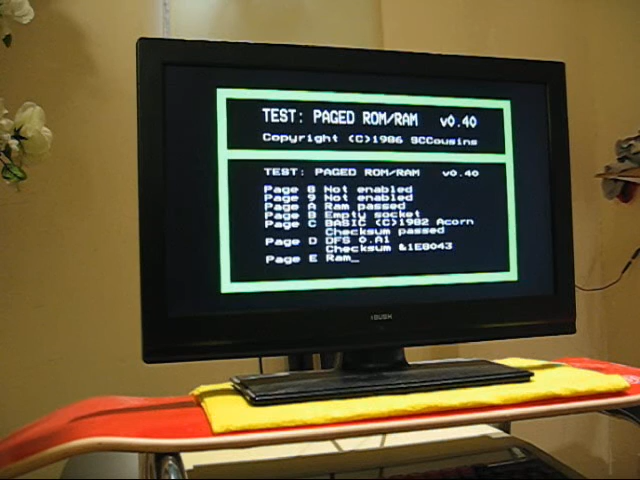 TEST: PAGED ROM/RAM v0.40
Copyright (C)1986 SCCousins
TEST: PAGED ROM/RAM v0.40
Page 8 Not enabled
Page 9 Not enabled
Page A Ram passed
Page B Empty socket
Page C BASIC (C)1982 Acorn
Checksum passed
Page D DFS 0.A1
Checksum &1E8043
Page E Ram_
BUSH